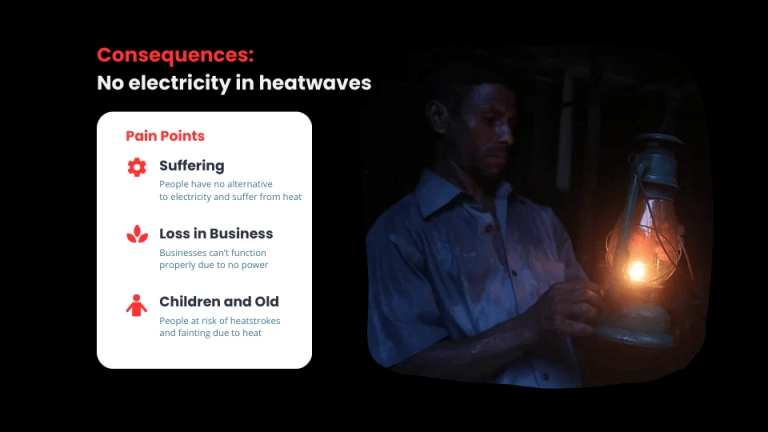 Consequences:
No electricity in heatwaves
Pain Points
Suffering
People have no alternative
to electricity and suffer from heat
Loss in Business
Businesses can't function
properly due to no power
Children and Old
People at risk of heatstrokes
and fainting due to heat